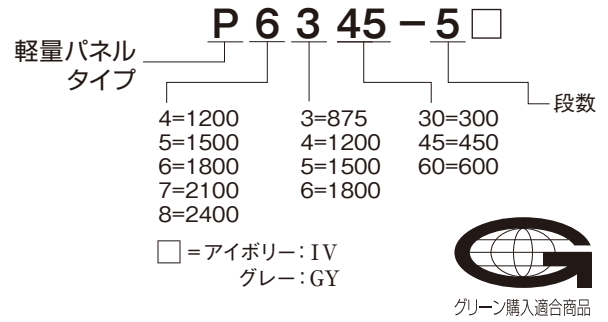 P 6 3 45 − 5 □
軽量パネル
タイプ
段数
4=1200
5=1500
6=1800
7=2100
8=2400
3=875
4=1200
5=1500
6=1800
30=300
45=450
60=600
□=アイボリー:IV
グレー:GY
G
グリーン購入適合商品